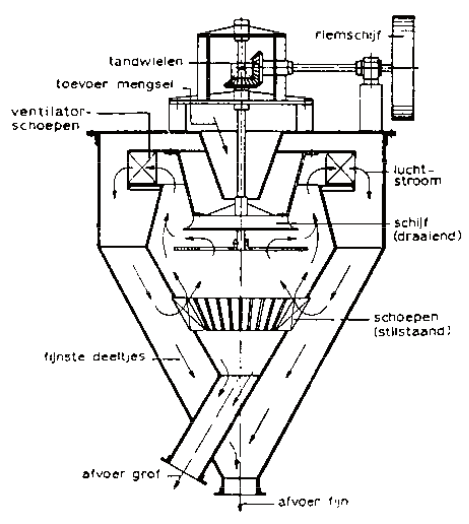 riemschijf
tandwielen
toevoer mengsel
ventilator-
schoepen
lucht-
stroom
schijf
(draaiend)
schoepen
(stilstaand)
fijnste deeltjes
afvoer grof
afvoer fijn